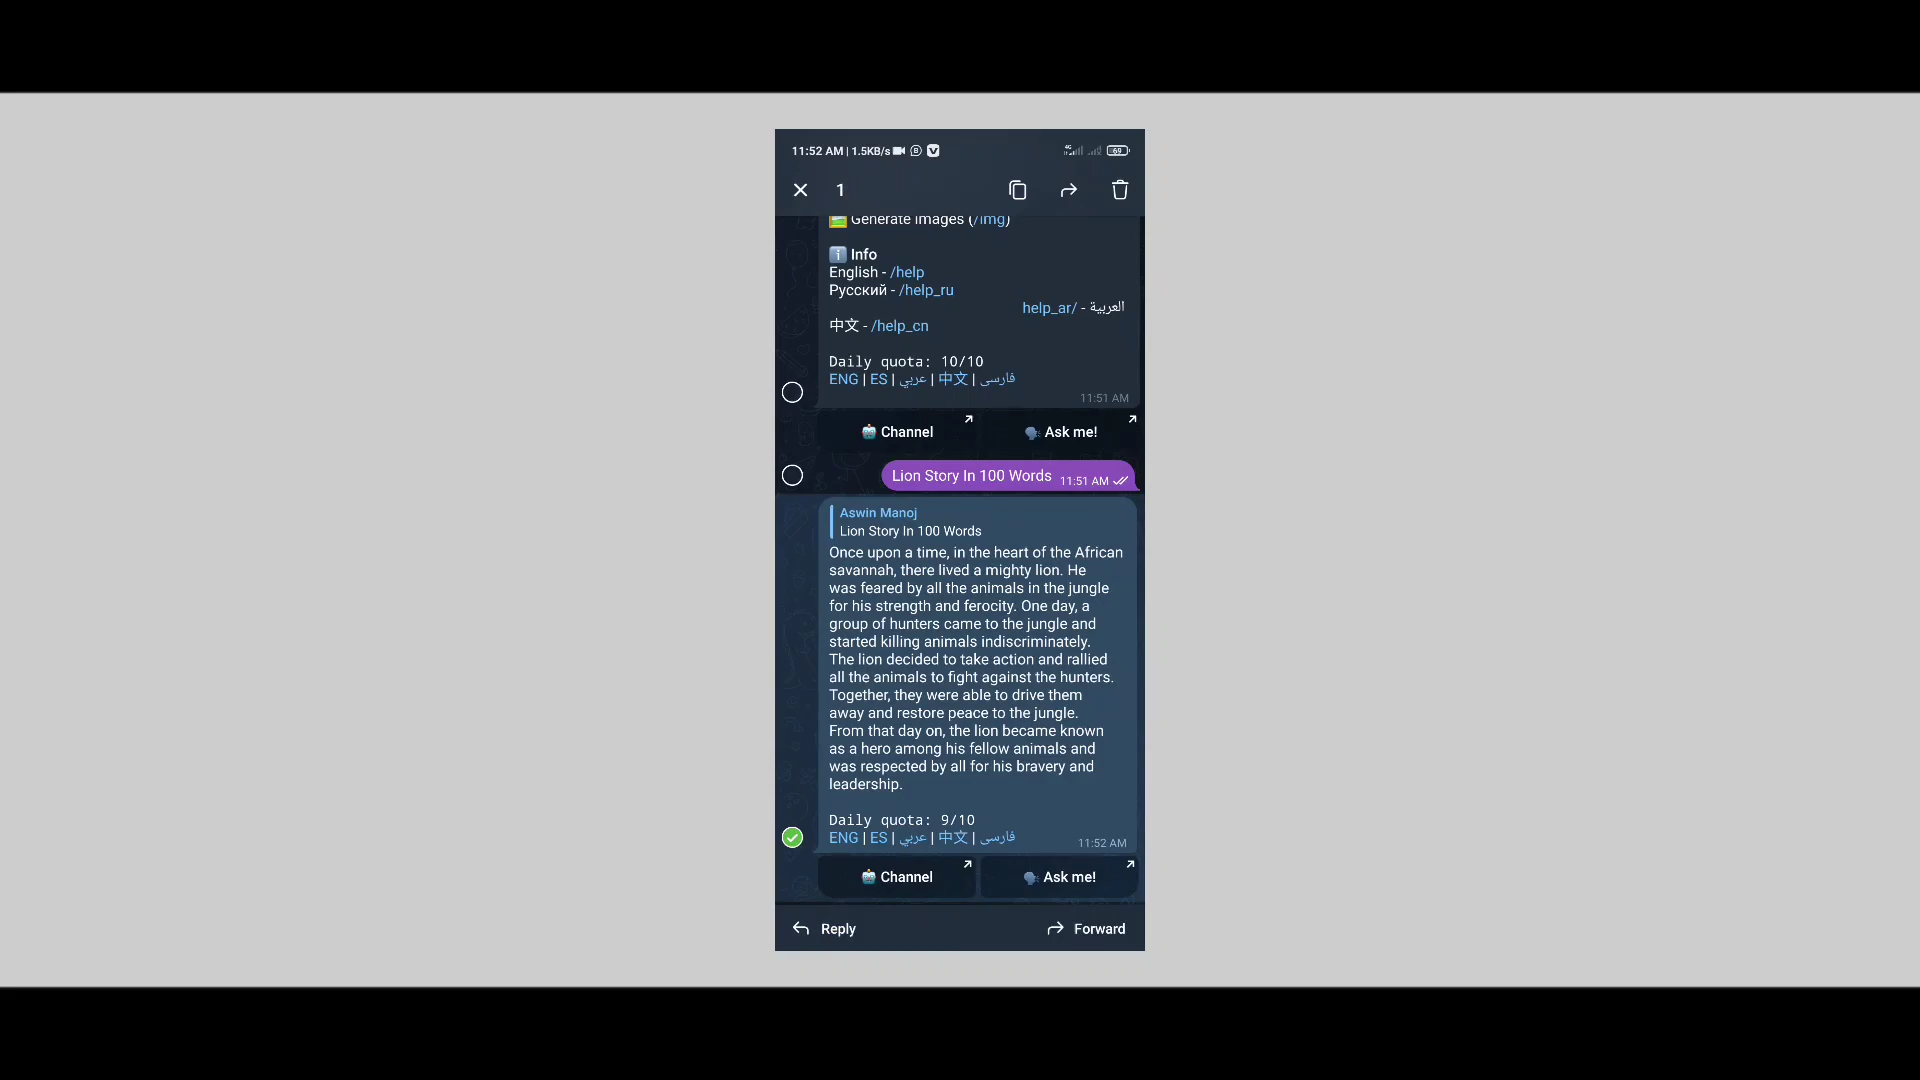 11:52 AM | 1.5KB/s
4G
69
1
Generate images (/img)
Info
English - /help
Русский - /help_ru
العربية - /help_ar
中文 - /help_cn
Daily quota: 10/10
ENG | ES | عربي | 中文 | فارسی
11:51 AM
Channel
Ask me!
Lion Story In 100 Words 11:51 AM
Aswin Manoj
Lion Story In 100 Words
Once upon a time, in the heart of the African
savannah, there lived a mighty lion. He
was feared by all the animals in the jungle
for his strength and ferocity. One day, a
group of hunters came to the jungle and
started killing animals indiscriminately.
The lion decided to take action and rallied
all the animals to fight against the hunters.
Together, they were able to drive them
away and restore peace to the jungle.
From that day on, the lion became known
as a hero among his fellow animals and
was respected by all for his bravery and
leadership.
Daily quota: 9/10
ENG | ES | عربي | 中文 | فارسی
11:52 AM
Channel
Ask me!
Reply
Forward